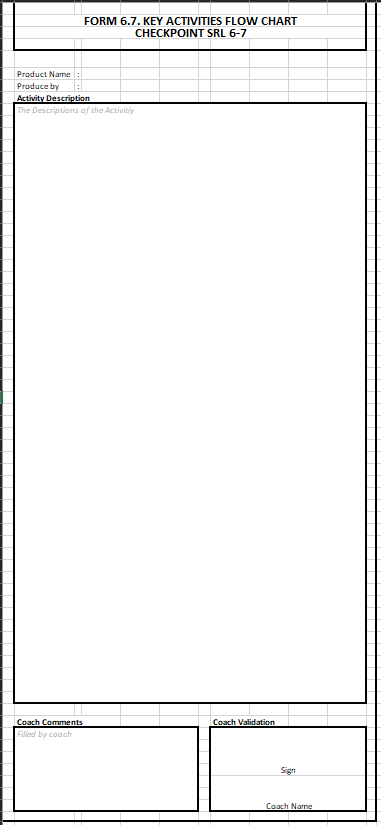 FORM 6.7. KEY ACTIVITIES FLOW CHART
CHECKPOINT SRL 6-7
Product Name :
Produce by :
Activity Description
The Descriptions of the Activitiy
Coach Comments
Filled by coach
Coach Validation
Sign
Coach Name